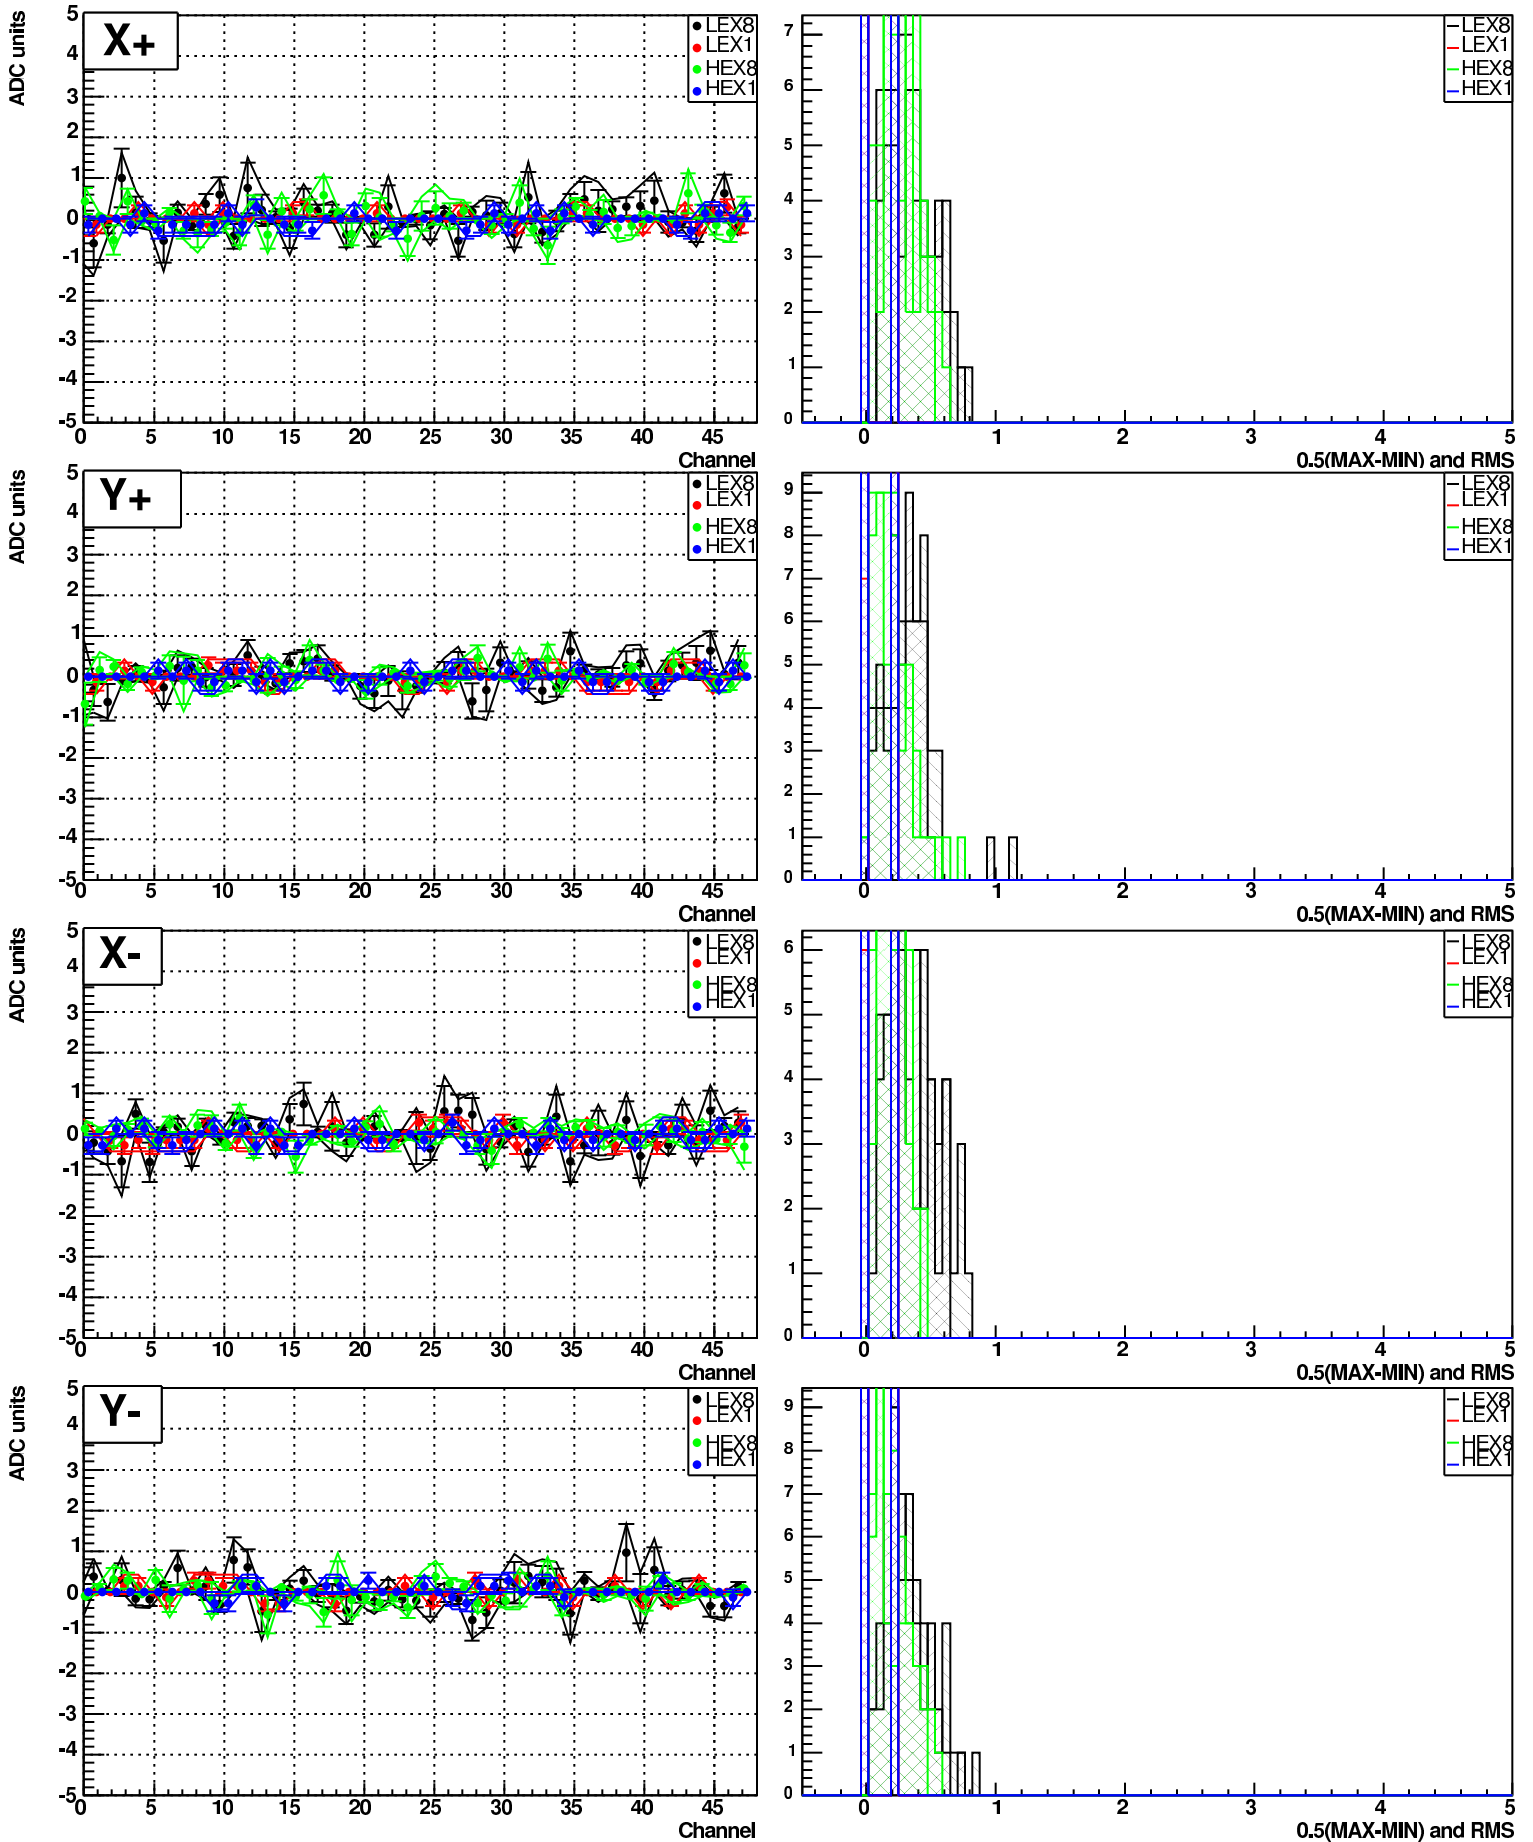 ADC units
X+
5
4
3
2
1
0
-1
-2
-3
-4
-5
0 5 10 15 20 25 30 35 40 45
Channel
LEX8
LEX1
HEX8
HEX1
7
6
5
4
3
2
1
0
0 1 2 3 4 5
0.5(MAX-MIN) and RMS
LEX8
LEX1
HEX8
HEX1
ADC units
Y+
5
4
3
2
1
0
-1
-2
-3
-4
-5
0 5 10 15 20 25 30 35 40 45
Channel
LEX8
LEX1
HEX8
HEX1
9
8
7
6
5
4
3
2
1
0
0 1 2 3 4 5
0.5(MAX-MIN) and RMS
LEX8
LEX1
HEX8
HEX1
ADC units
X-
5
4
3
2
1
0
-1
-2
-3
-4
-5
0 5 10 15 20 25 30 35 40 45
Channel
LEX8
LEX1
HEX8
HEX1
6
5
4
3
2
1
0
0 1 2 3 4 5
0.5(MAX-MIN) and RMS
LEX8
LEX1
HEX8
HEX1
ADC units
Y-
5
4
3
2
1
0
-1
-2
-3
-4
-5
0 5 10 15 20 25 30 35 40 45
Channel
LEX8
LEX1
HEX8
HEX1
9
8
7
6
5
4
3
2
1
0
0 1 2 3 4 5
0.5(MAX-MIN) and RMS
LEX8
LEX1
HEX8
HEX1